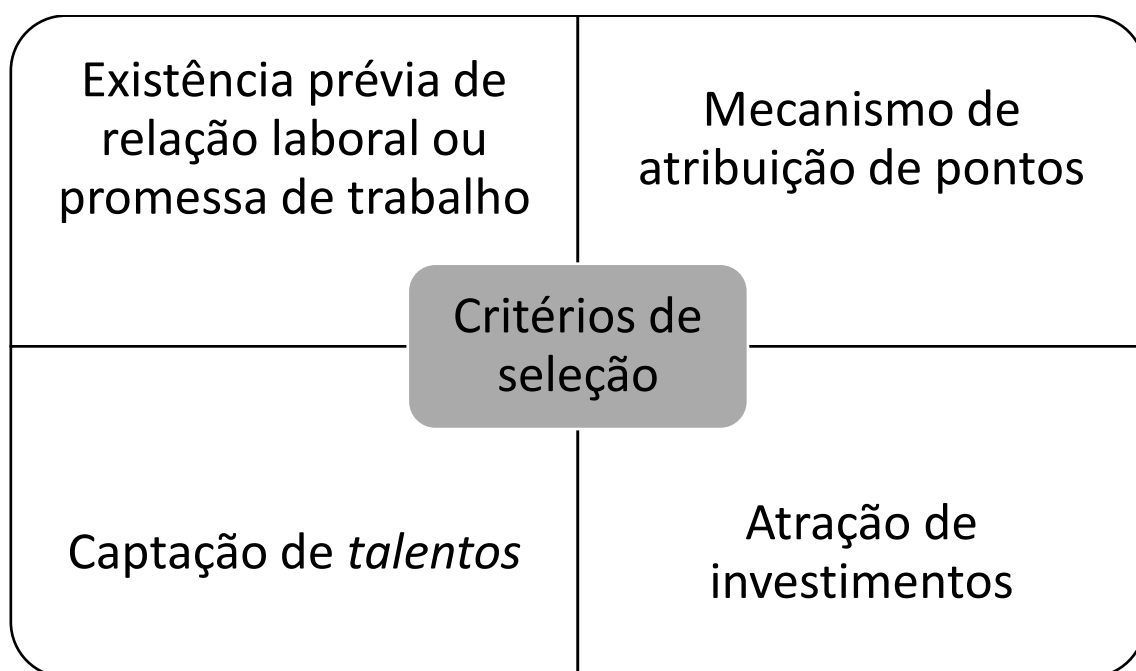 Existência prévia de
relação laboral ou
promessa de trabalho
Mecanismo de
atribuição de pontos
Critérios de
seleção
Captação de talentos
Atração de
investimentos